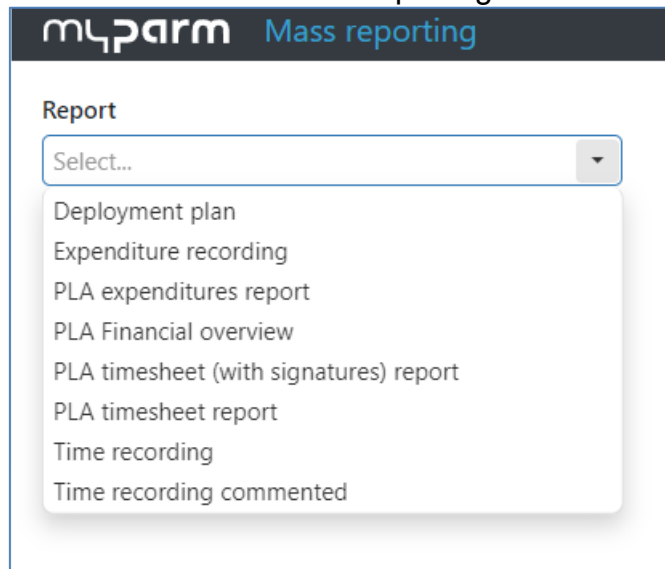 myparm Mass reporting
Report
Select...
Deployment plan
Expenditure recording
PLA expenditures report
PLA Financial overview
PLA timesheet (with signatures) report
PLA timesheet report
Time recording
Time recording commented